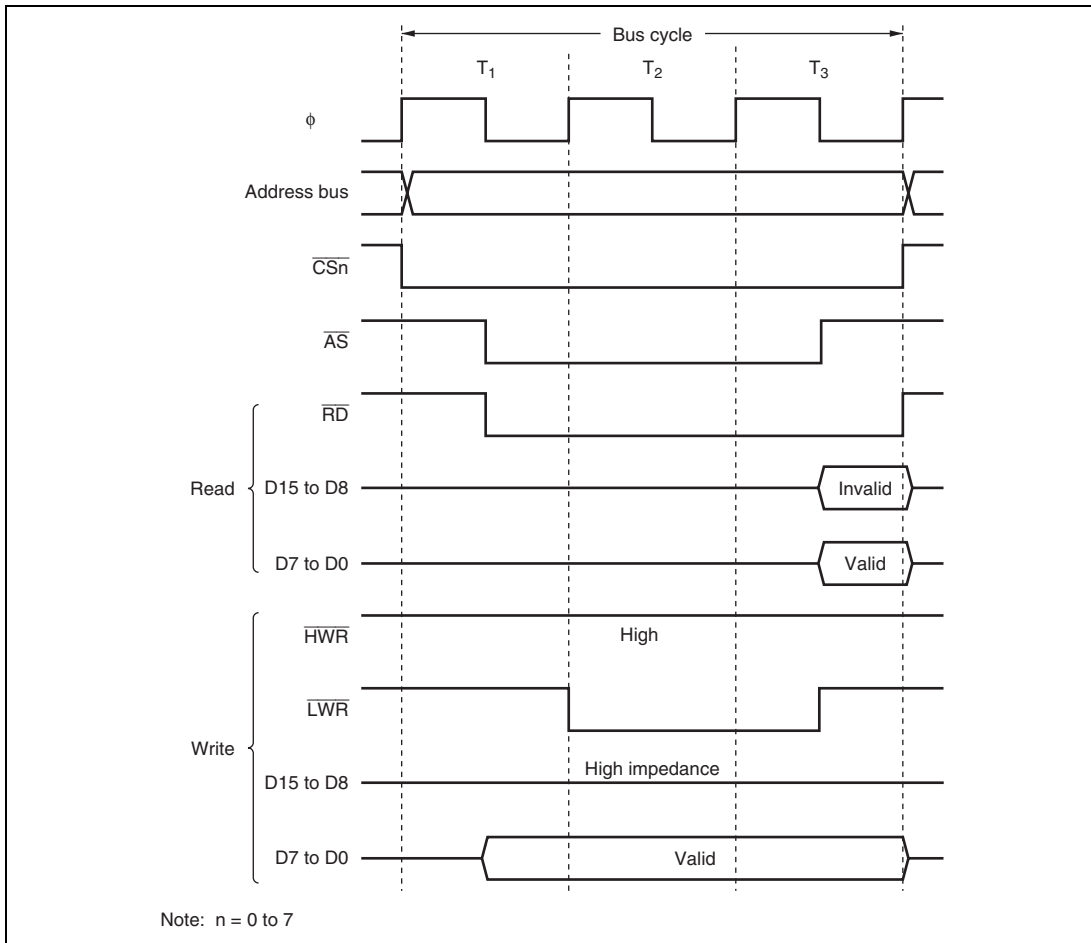 Bus cycle
T1 T2 T3
φ
Address bus
CSn
AS
RD
Read
D15 to D8 Invalid
D7 to D0 Valid
HWR High
LWR
Write
D15 to D8 High impedance
D7 to D0 Valid
Note: n = 0 to 7